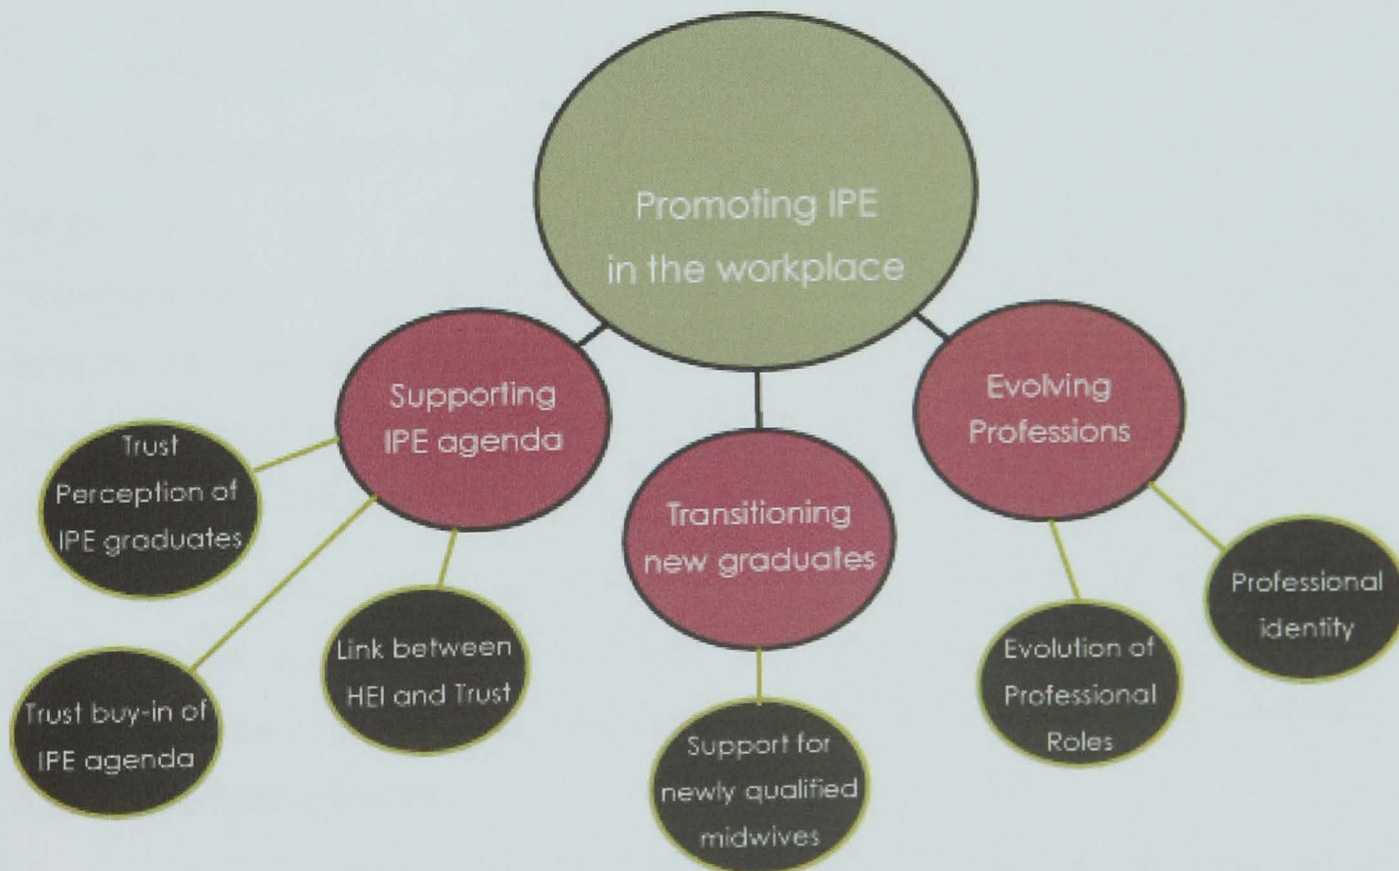 Promoting IPE
in the workplace
Supporting
IPE agenda
Evolving
Professions
Transitioning
new graduates
Trust
Perception of
IPE graduates
Trust buy-in of
IPE agenda
Link between
HEI and Trust
Support for
newly qualified
midwives
Evolution of
Professional
Roles
Professional
identity